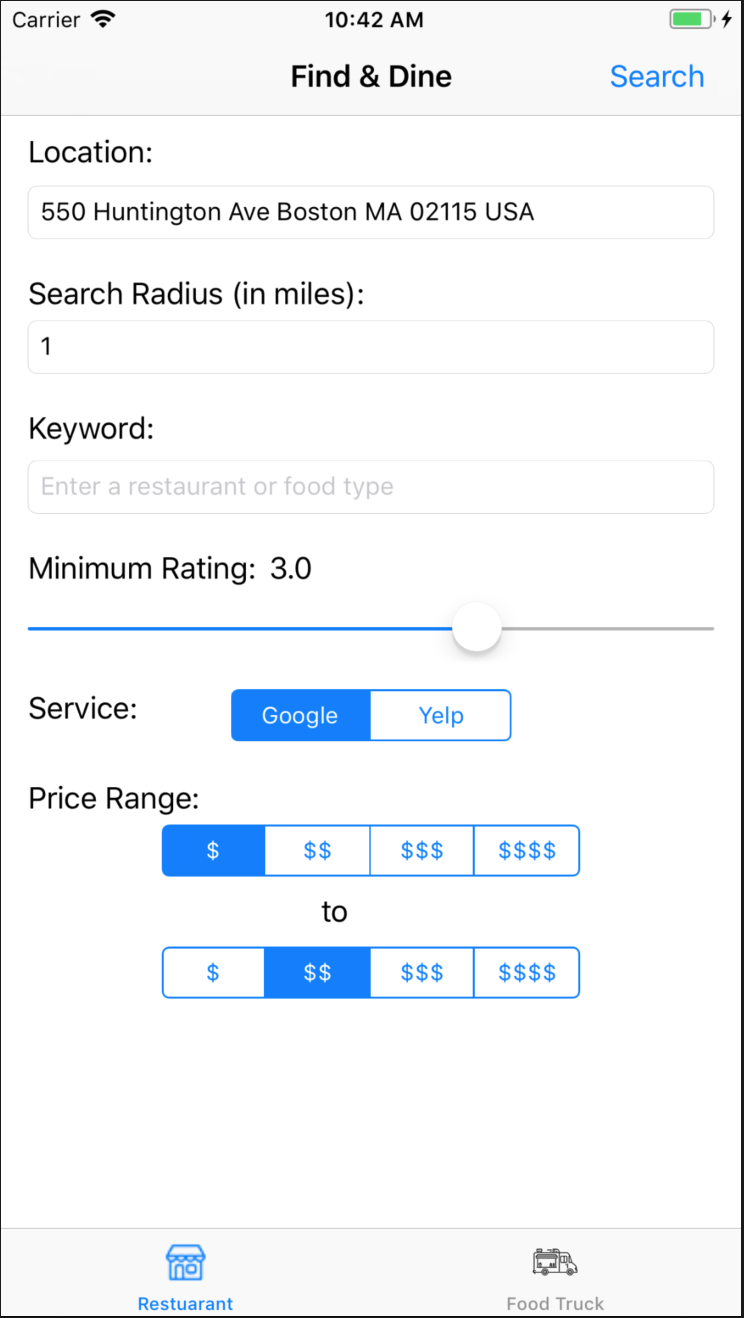 Carrier 10:42 AM
Find & Dine Search
Location:
550 Huntington Ave Boston MA 02115 USA
Search Radius (in miles):
1
Keyword:
Enter a restaurant or food type
Minimum Rating: 3.0
Service: Google Yelp
Price Range:
$ $$ $$$ $$$$
to
$ $$ $$$ $$$$
Restuarant Food Truck